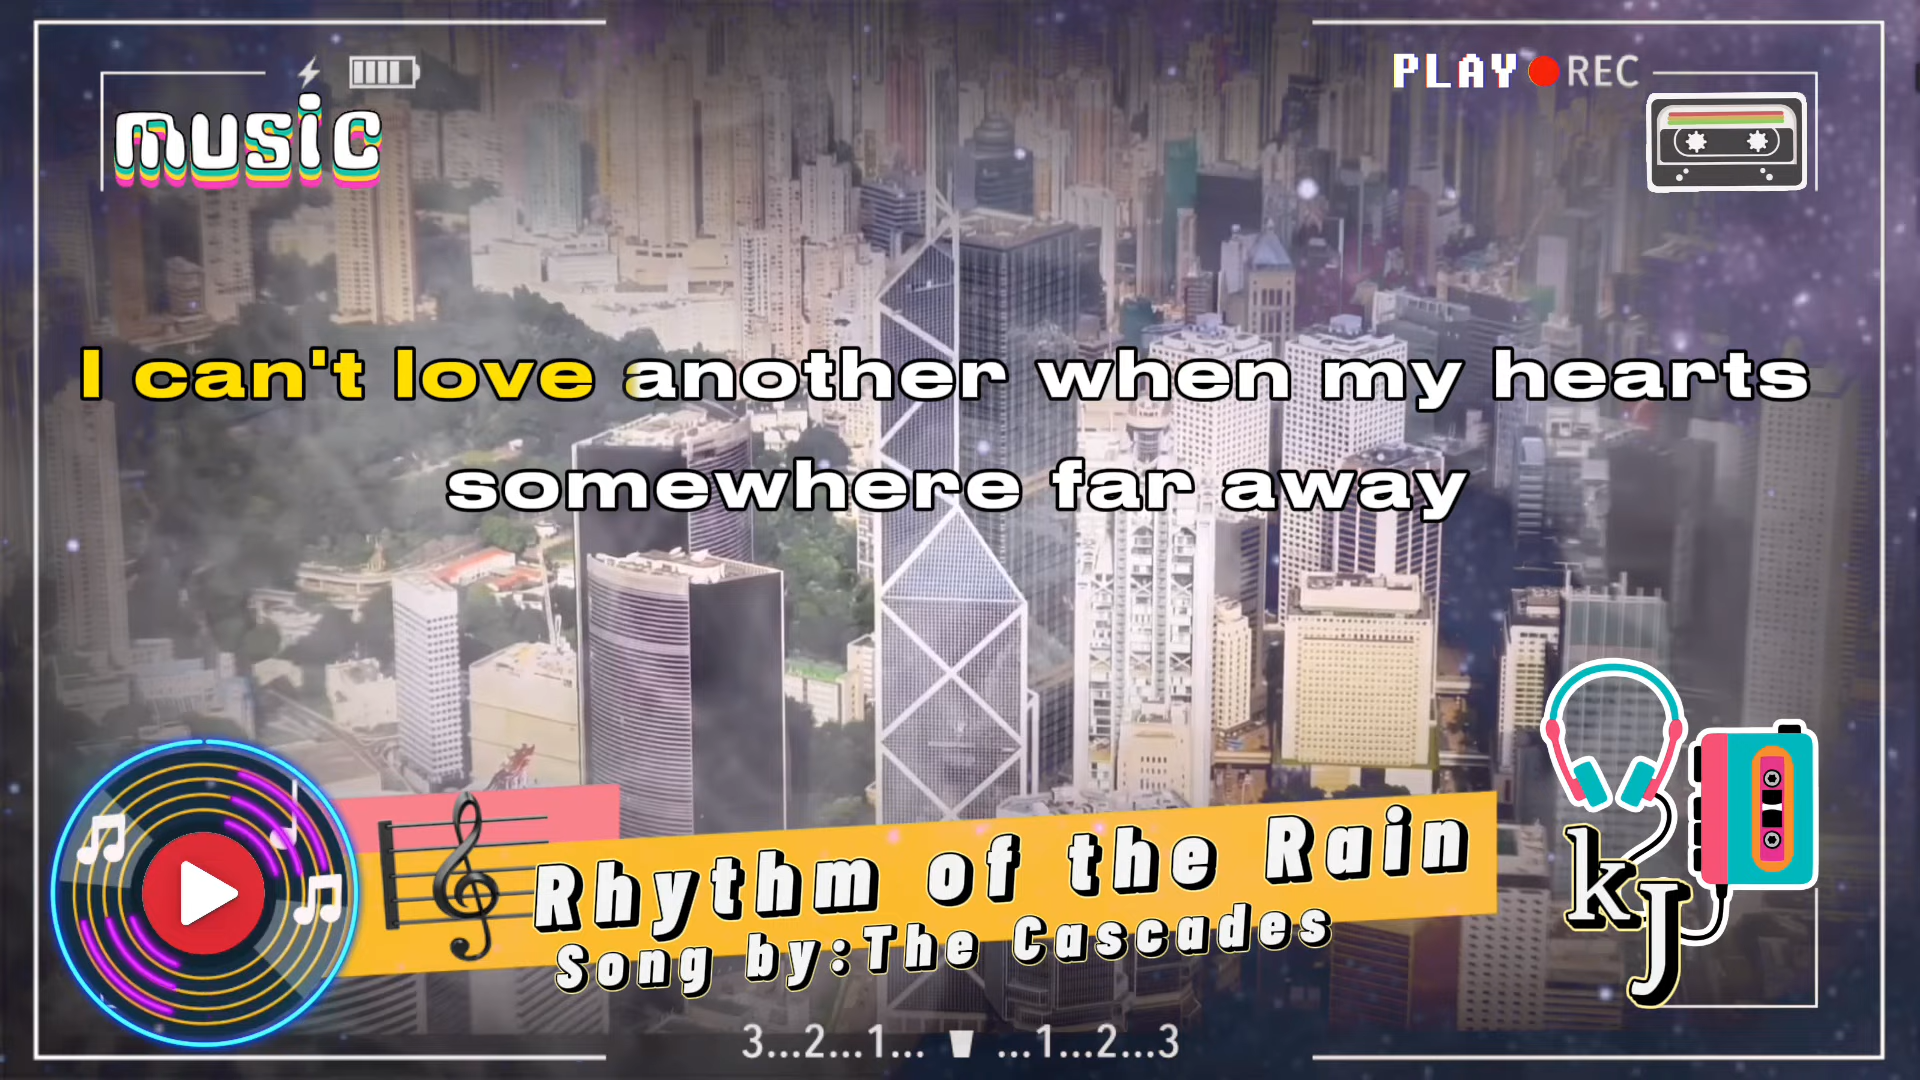 PLAY REC
music
I can't love another when my hearts
somewhere far away
Rhythm of the Rain
Song by:The Cascades
kJ
3...2...1... ...1...2...3